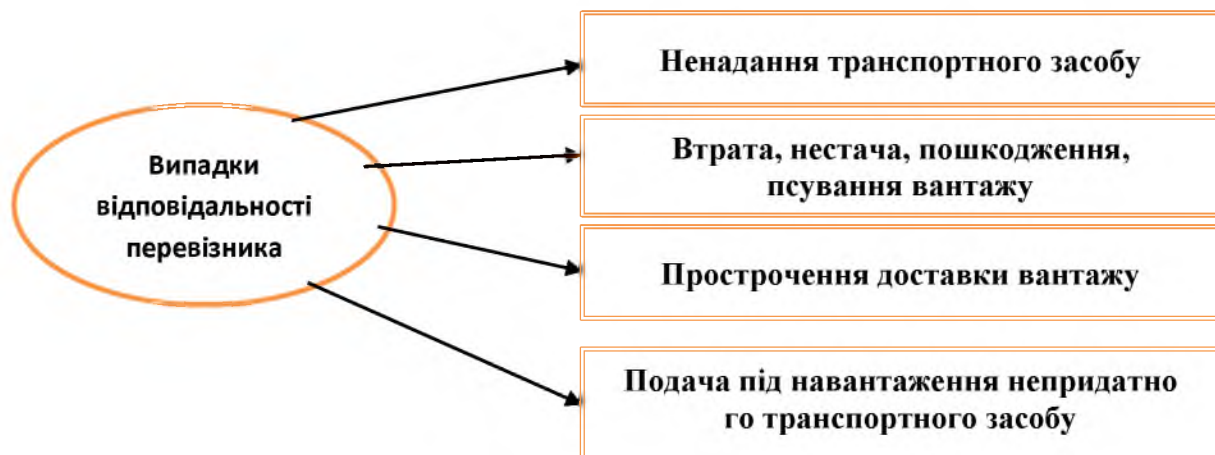 Випадки
відповідальності
перевізника
Ненадання транспортного засобу
Втрата, нестача, пошкодження,
псування вантажу
Прострочення доставки вантажу
Подача під навантаження непридатно
го транспортного засобу